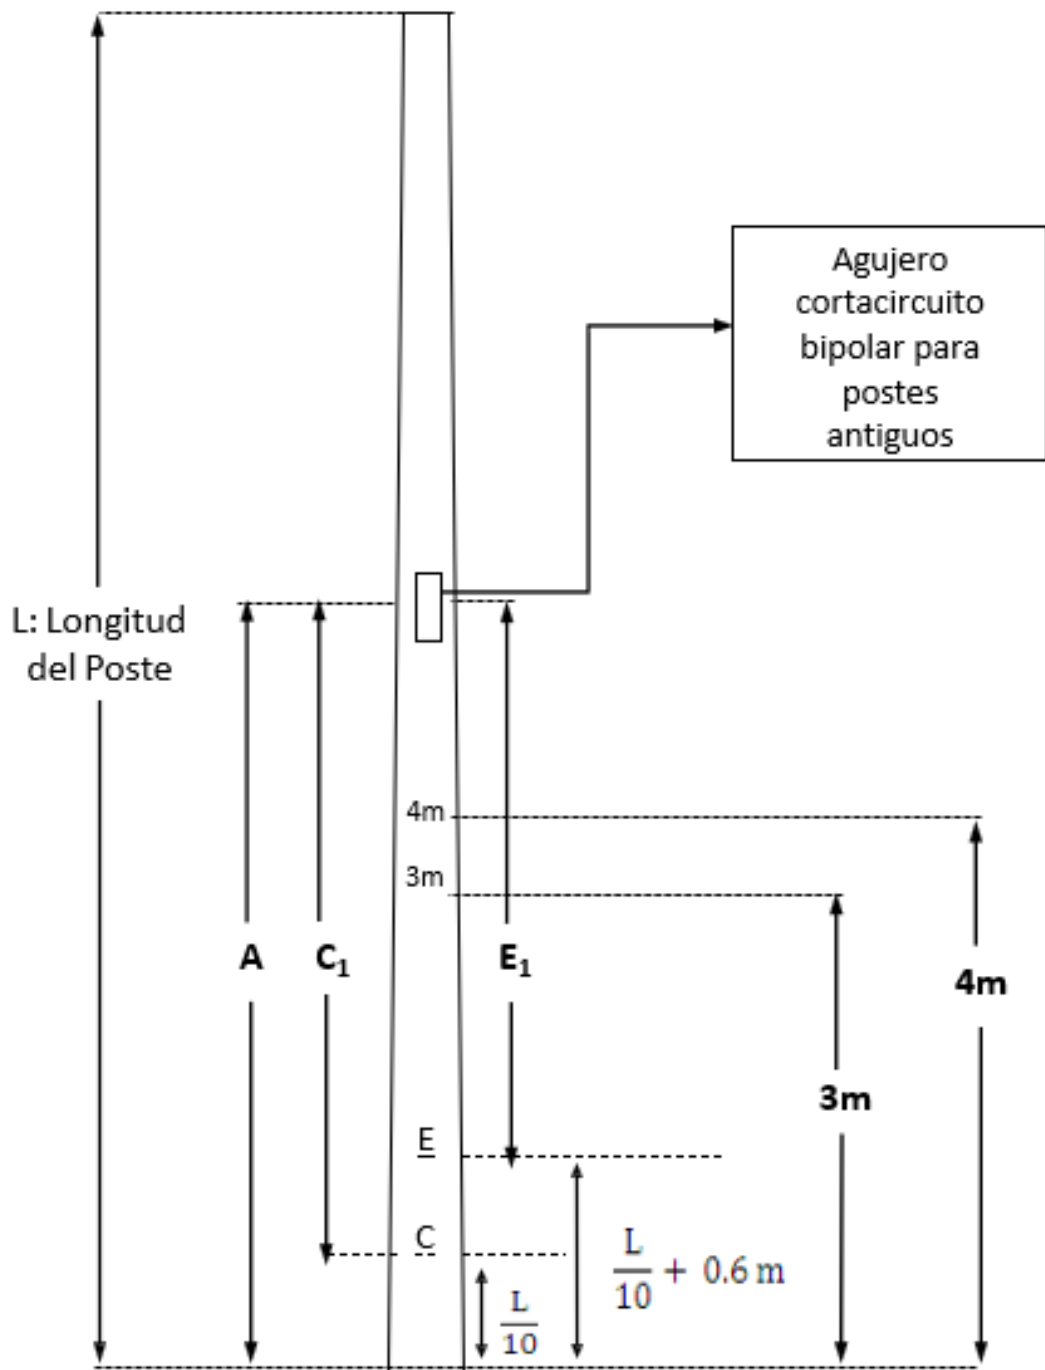 Agujero
cortacircuito
bipolar para
postes
antiguos
L: Longitud
del Poste
4m
3m
A
C₁
E₁
4m
3m
E
C
L/10 + 0.6 m
L/10